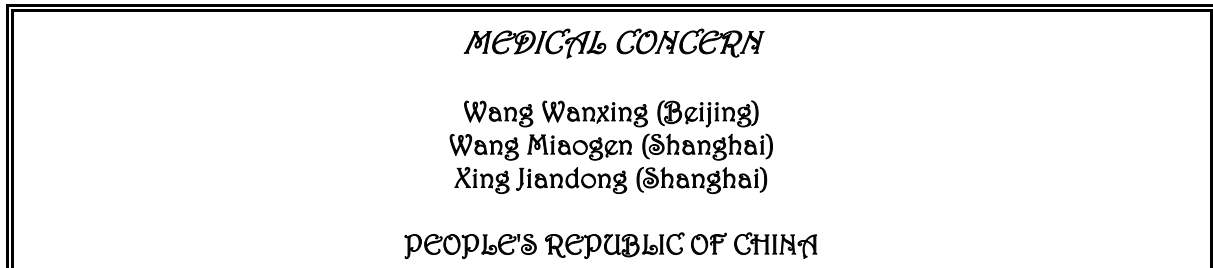 MEDICAL CONCERN
Wang Wanxing (Beijing)
Wang Miaogen (Shanghai)
Xing Jiandong (Shanghai)
PEOPLE'S REPUBLIC OF CHINA